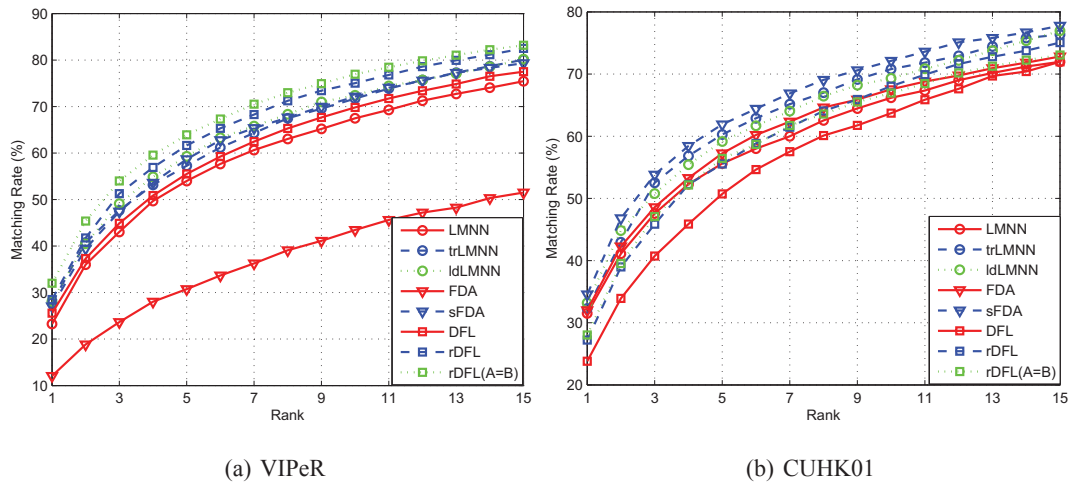 90
80
70
60
50
40
30
20
10
Matching Rate (%)
1 3 5 7 9 11 13 15
Rank
LMNN
trLMNN
ldLMNN
FDA
sFDA
DFL
rDFL
rDFL(A=B)
(a) VIPeR
80
70
60
50
40
30
20
Matching Rate (%)
1 3 5 7 9 11 13 15
Rank
LMNN
trLMNN
ldLMNN
FDA
sFDA
DFL
rDFL
rDFL(A=B)
(b) CUHK01